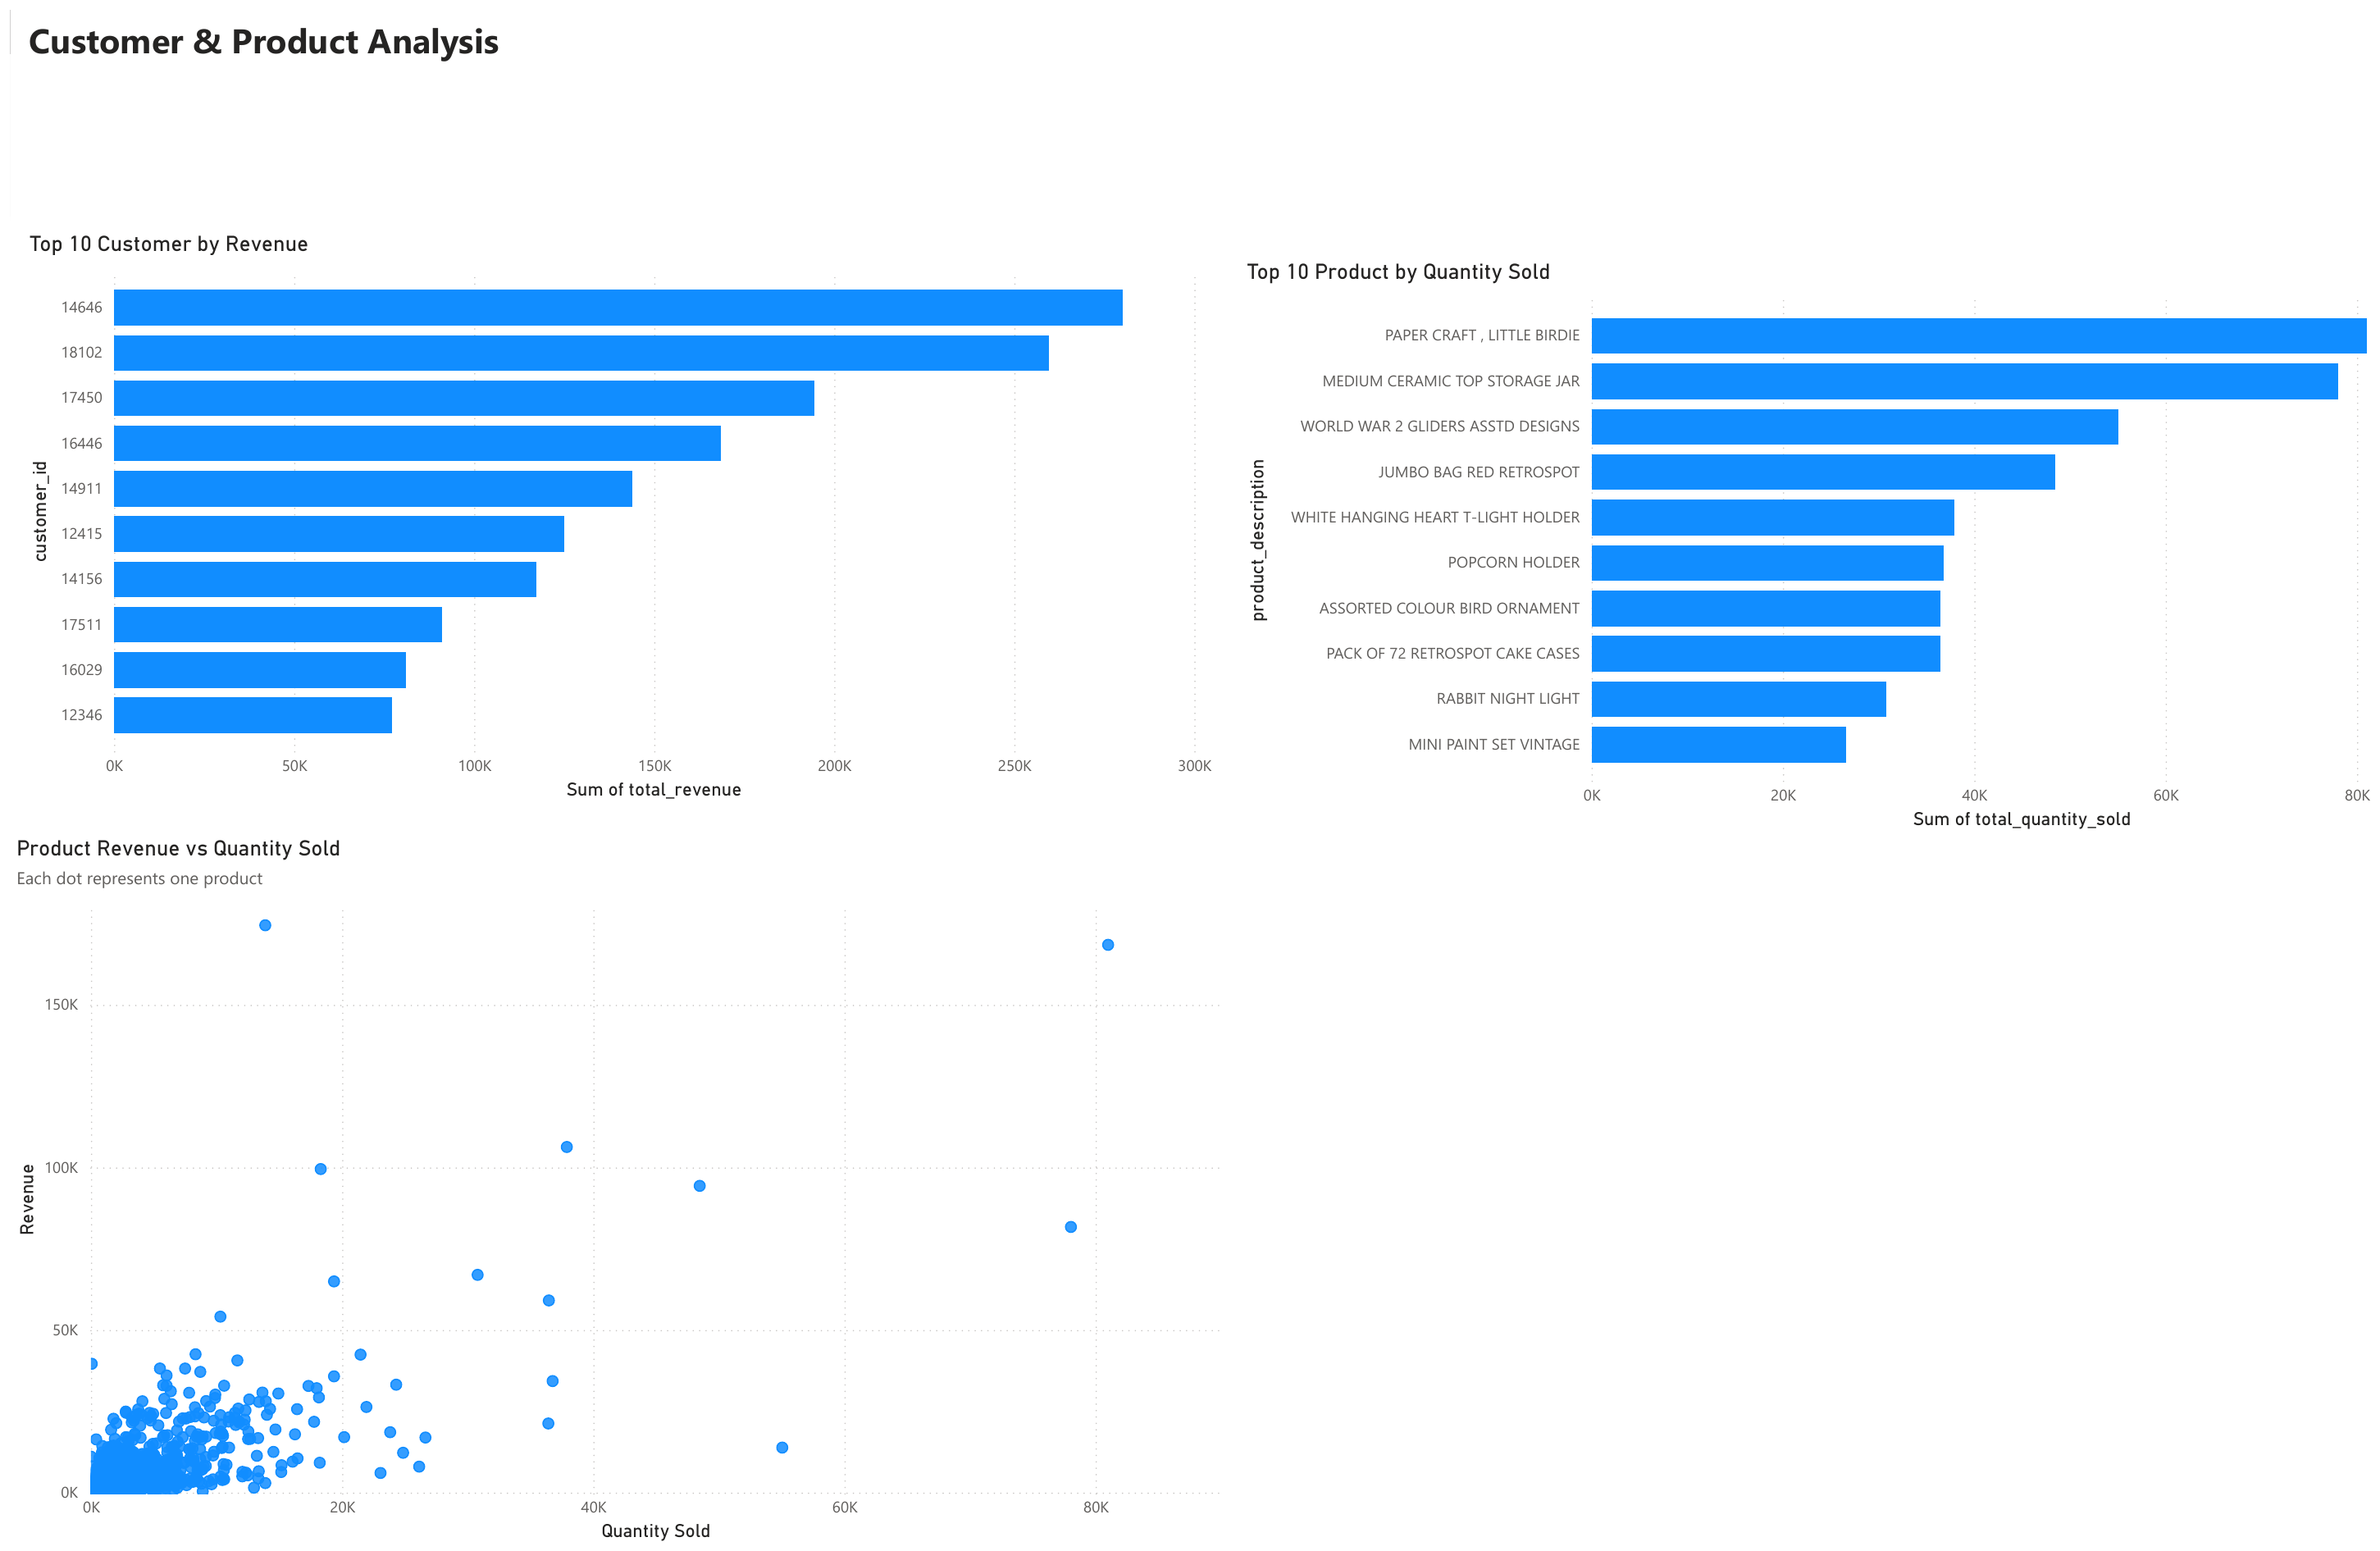 Customer & Product Analysis
Top 10 Customer by Revenue
customer_id
14646
18102
17450
16446
14911
12415
14156
17511
16029
12346
0K 50K 100K 150K 200K 250K 300K
Sum of total_revenue
Top 10 Product by Quantity Sold
product_description
PAPER CRAFT , LITTLE BIRDIE
MEDIUM CERAMIC TOP STORAGE JAR
WORLD WAR 2 GLIDERS ASSTD DESIGNS
JUMBO BAG RED RETROSPOT
WHITE HANGING HEART T-LIGHT HOLDER
POPCORN HOLDER
ASSORTED COLOUR BIRD ORNAMENT
PACK OF 72 RETROSPOT CAKE CASES
RABBIT NIGHT LIGHT
MINI PAINT SET VINTAGE
0K 20K 40K 60K 80K
Sum of total_quantity_sold
Product Revenue vs Quantity Sold
Each dot represents one product
Revenue
150K
100K
50K
0K
0K 20K 40K 60K 80K
Quantity Sold